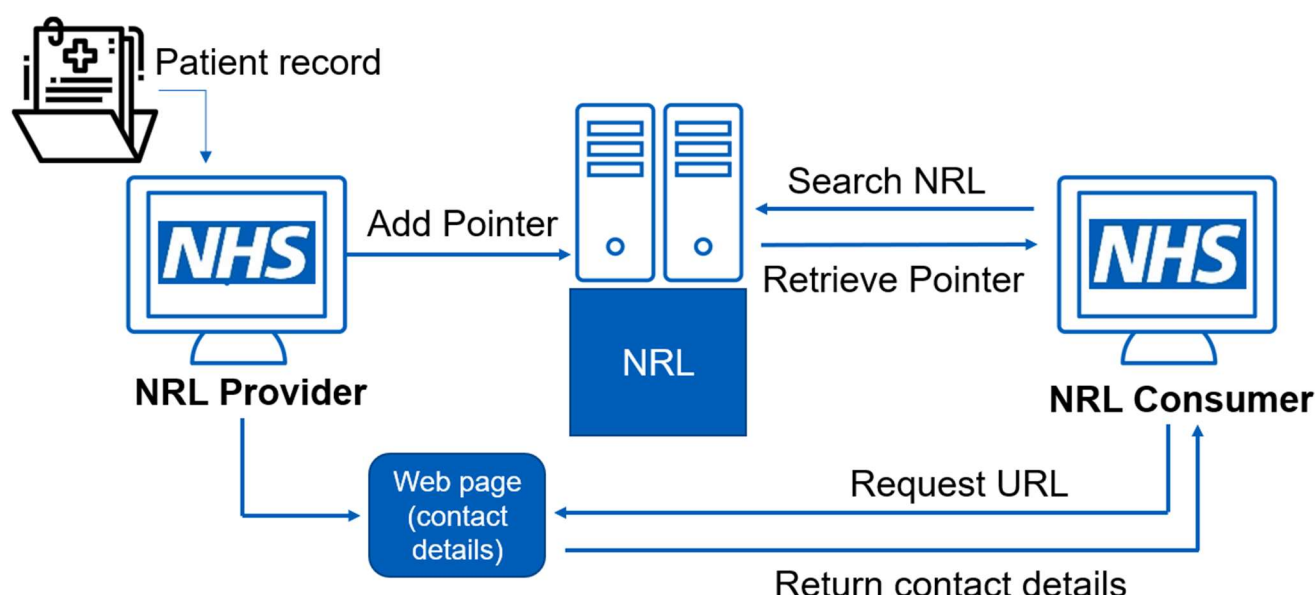 Patient record
NHS
Add Pointer
Search NRL
Retrieve Pointer
NHS
NRL
NRL Provider
NRL Consumer
Web page
(contact
details)
Request URL
Return contact details